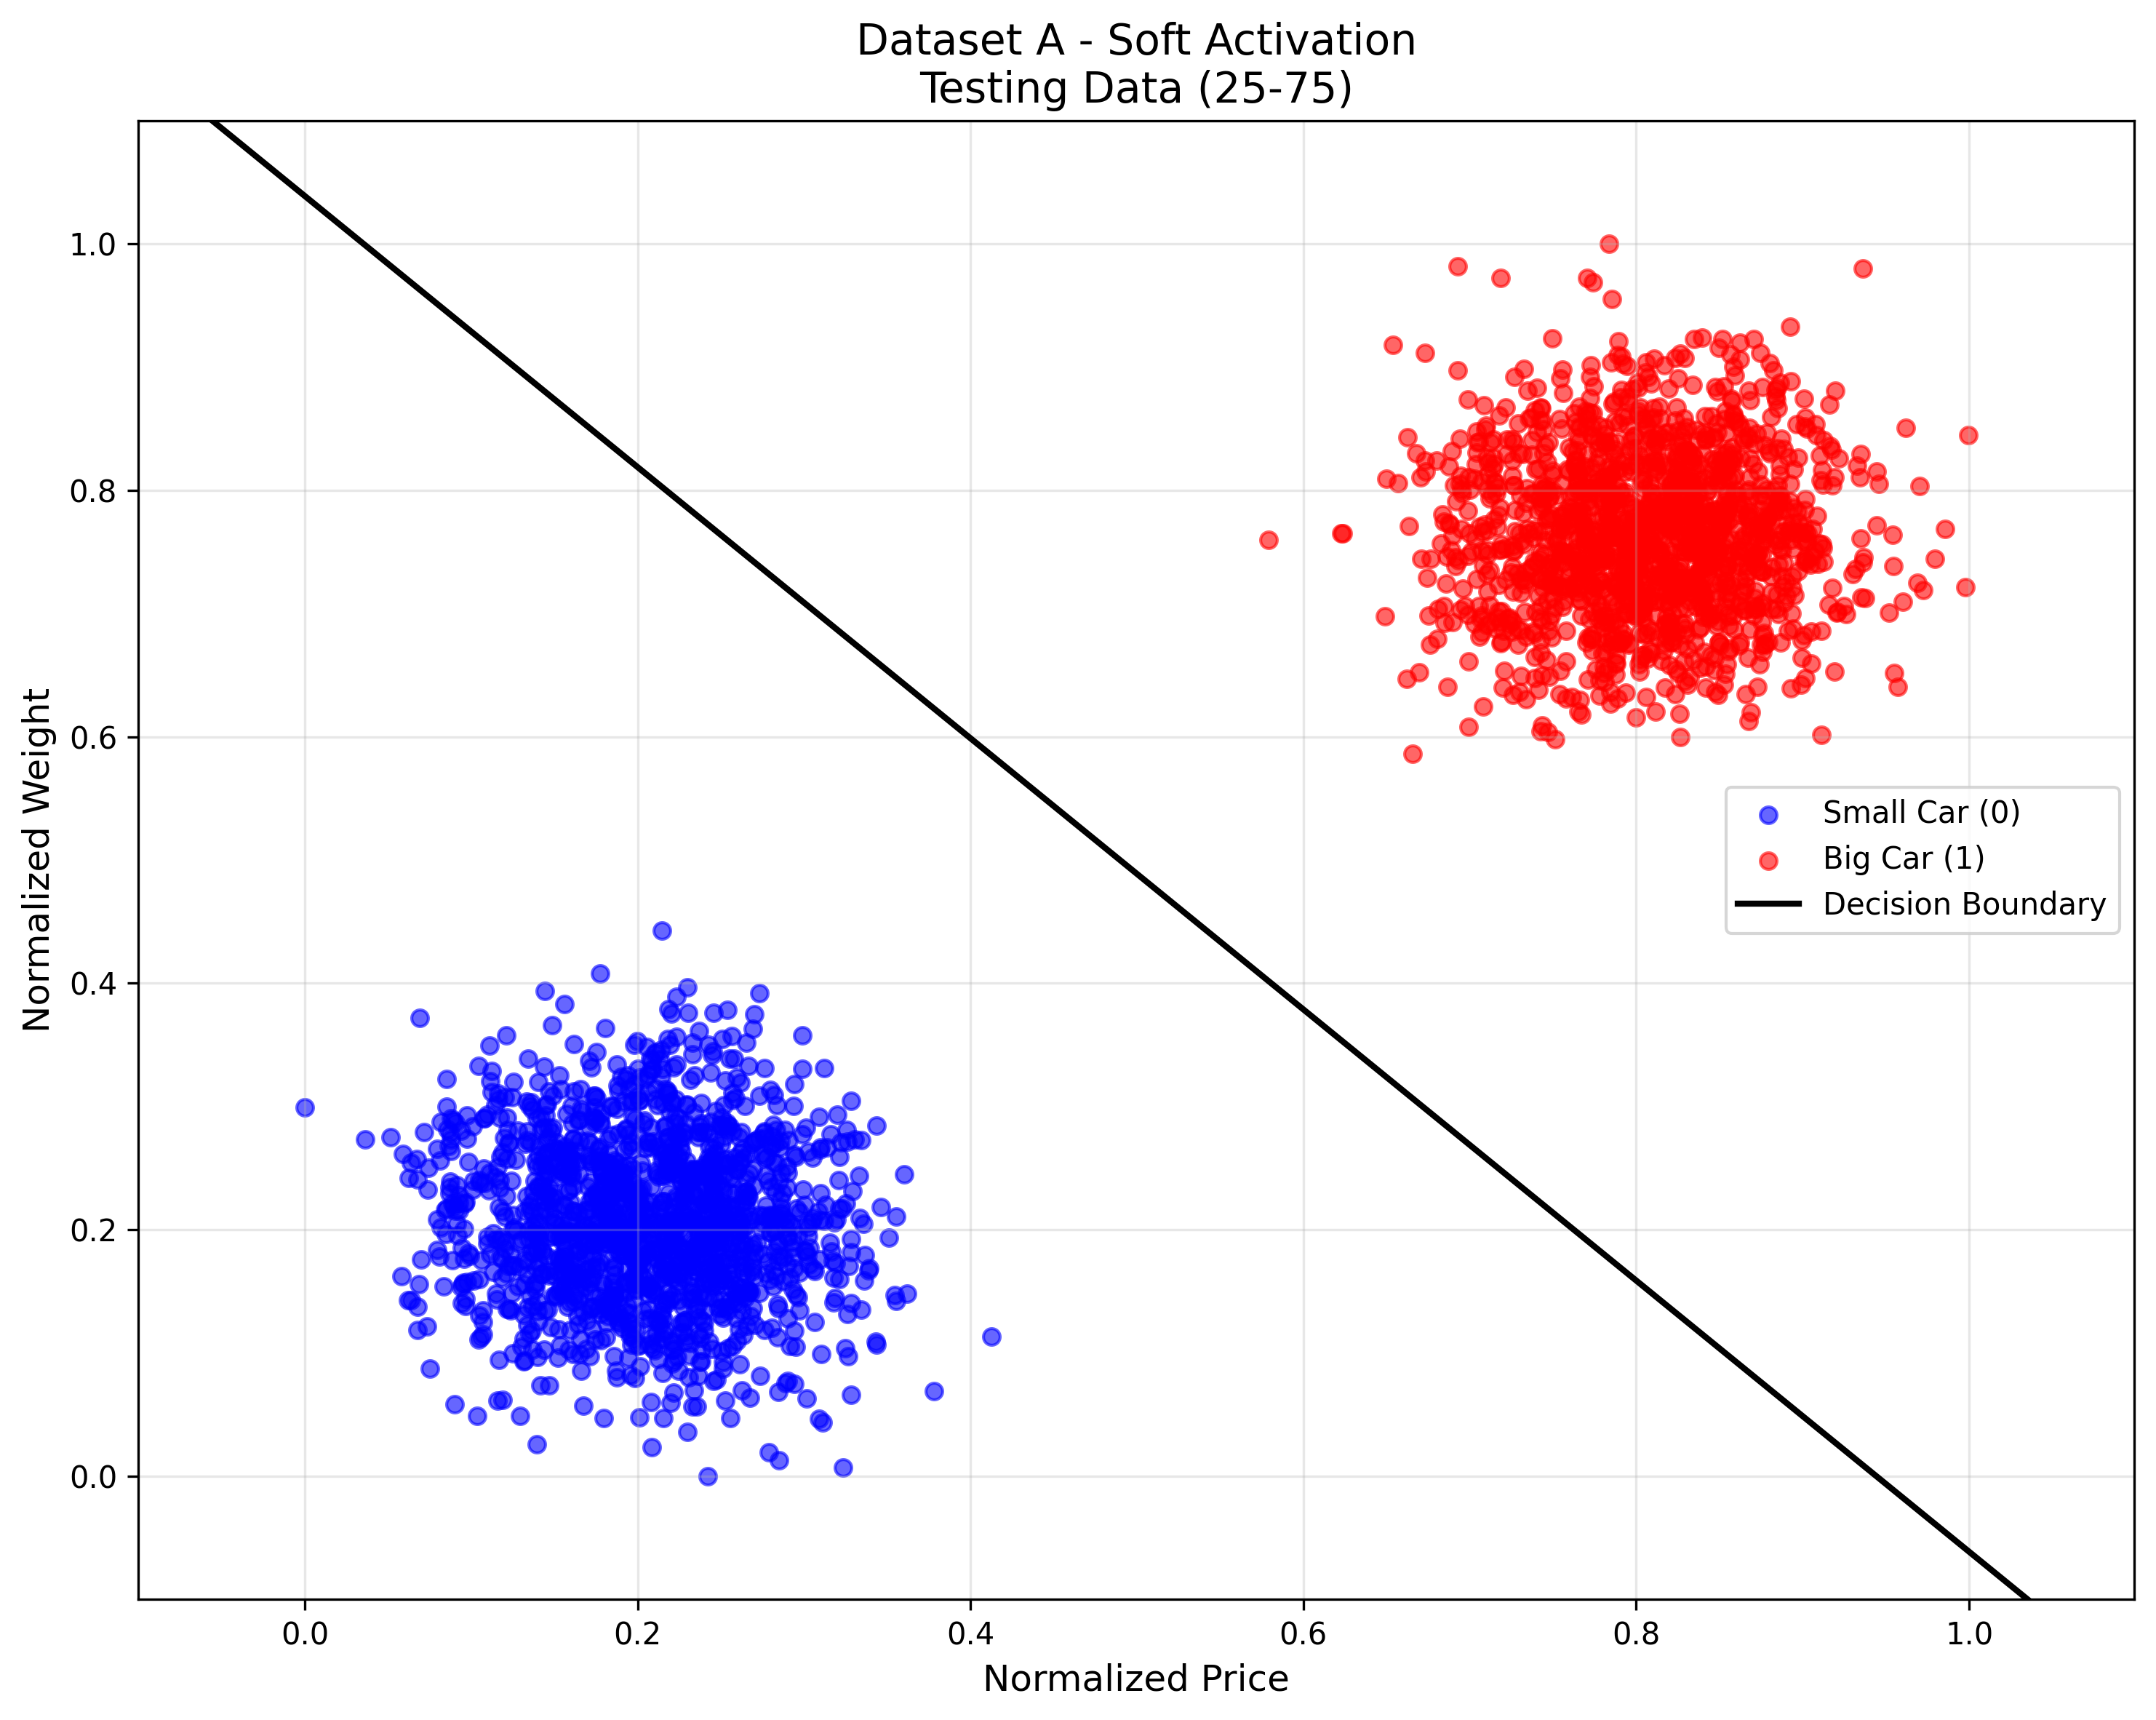 Dataset A - Soft Activation
Testing Data (25-75)
Normalized Weight
1.0
0.8
0.6
0.4
0.2
0.0
Small Car (0)
Big Car (1)
Decision Boundary
0.0 0.2 0.4 0.6 0.8 1.0
Normalized Price